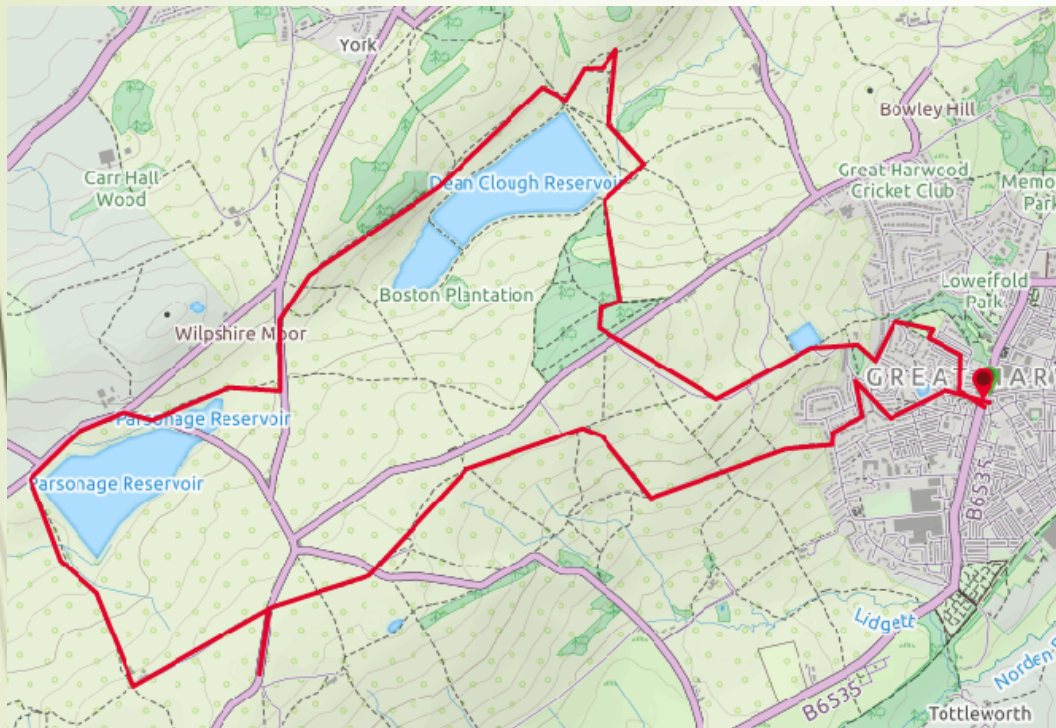 York
Bowley Hill
Carr Hall
Wood
Great Harwood
Cricket Club
Memo
Park
Dean Clough Reservoir
Boston Plantation
Lowerfold
Park
Wilpshire Moor
GREAT HARW
Parsonage Reservoir
Parsonage Reservoir
B6535
Lidgett
Norden
B6535
Tottleworth